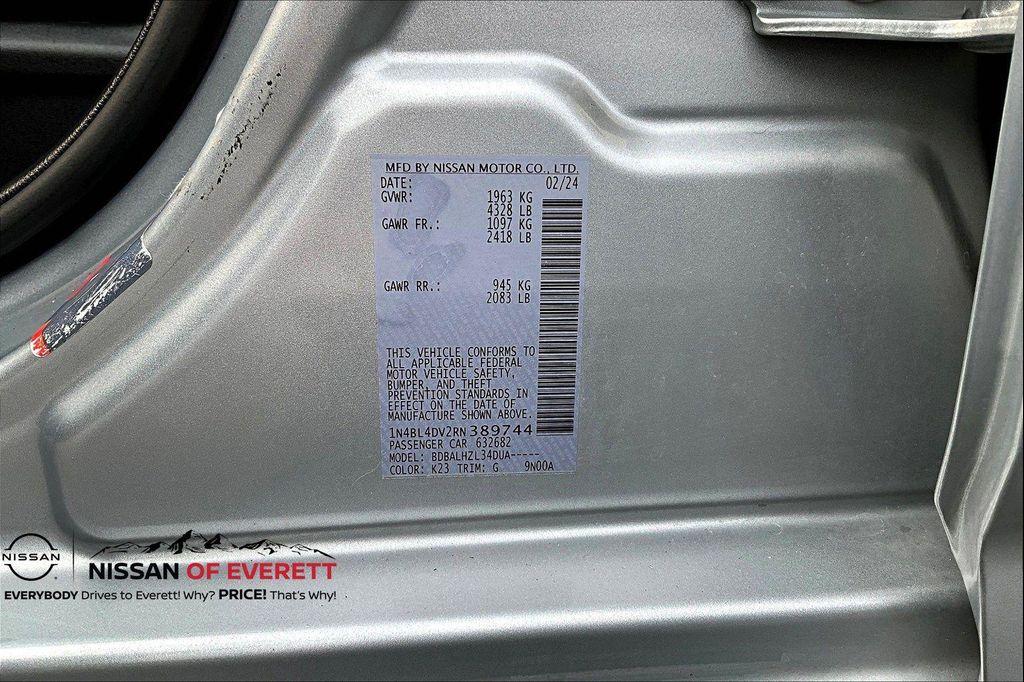 MFD BY NISSAN MOTOR CO., LTD.
DATE: 02/24
GVWR: 1963 KG
4328 LB
GAWR FR.: 1097 KG
2418 LB
GAWR RR.: 945 KG
2083 LB
THIS VEHICLE CONFORMS TO
ALL APPLICABLE FEDERAL
MOTOR VEHICLE SAFETY,
BUMPER, AND THEFT
PREVENTION STANDARDS IN
EFFECT ON THE DATE OF
MANUFACTURE SHOWN ABOVE.
1N4BL4DV2RN389744
PASSENGER CAR 632682
MODEL: BDBALHZL34DUA-----
COLOR: K23 TRIM: G 9N00A
NISSAN
NISSAN OF EVERETT
EVERYBODY Drives to Everett! Why? PRICE! That's Why!